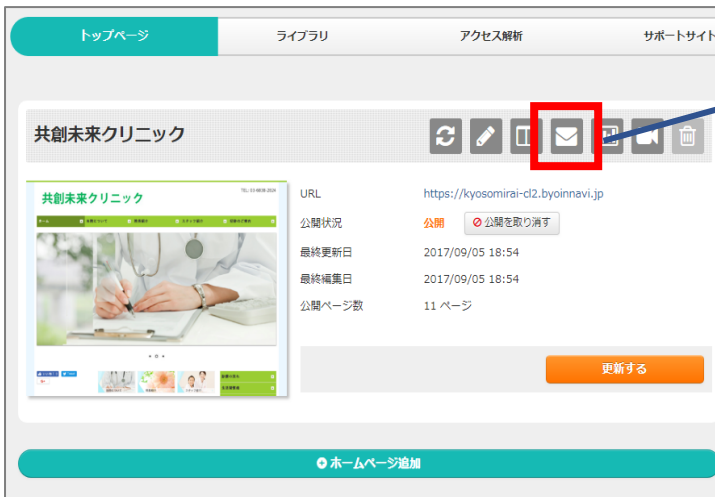 トップページ
ライブラリ
アクセス解析
サポートサイト
共創未来クリニック
共創未来クリニック
URL
https://kyosomirai-cl2.byoinnavi.jp
公開状況
公開
公開を取り消す
最終更新日
2017/09/05 18:54
最終編集日
2017/09/05 18:54
公開ページ数
11 ページ
更新する
ホームページ追加